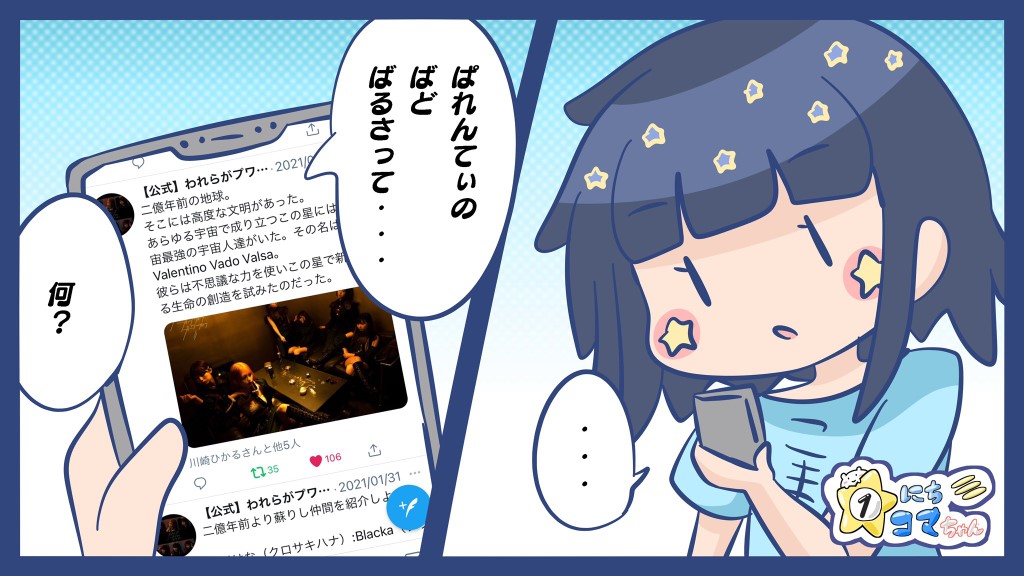 ぱれんてぃの
ばど
ばるさって・・・
何？
【公式】われらがプワ… · 2021/0
二億年前の地球。
そこには高度な文明があった。
あらゆる宇宙で成り立つこの星には
宙最強の宇宙人達がいた。その名は
Valentino Vado Valsa。
彼らは不思議な力を使いこの星で新
る生命の創造を試みたのだった。
川崎ひかるさんと他5人
35
106
【公式】われらがプワ… · 2021/01/31
二億年前より蘇りし仲間を紹介しよ
（クロサキハナ）:Blacka
・・・
1にち
コマちゃん